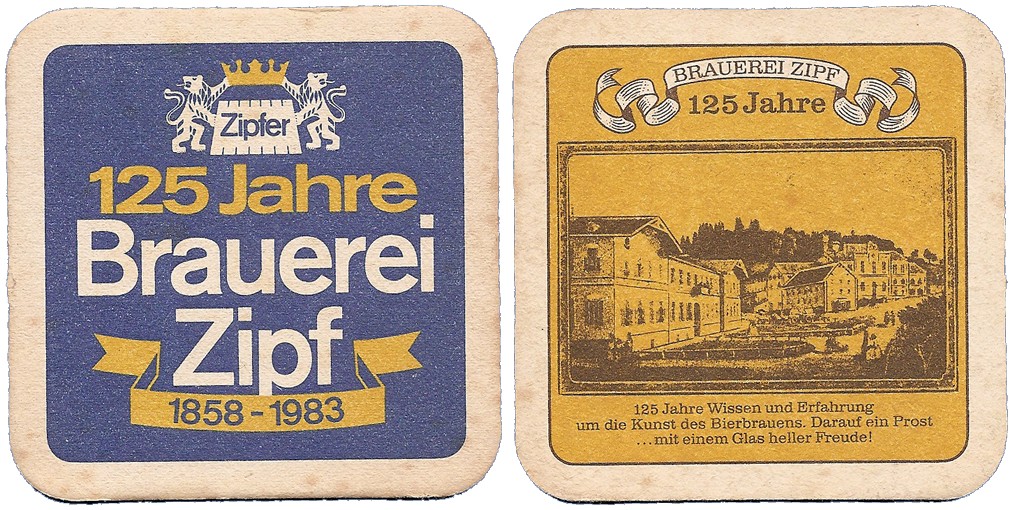 Zipfer
125 Jahre
Brauerei
Zipf
1858 - 1983
BRAUEREI ZIPF
125 Jahre
125 Jahre Wissen und Erfahrung
um die Kunst des Bierbrauens. Darauf ein Prost
...mit einem Glas heller Freude!